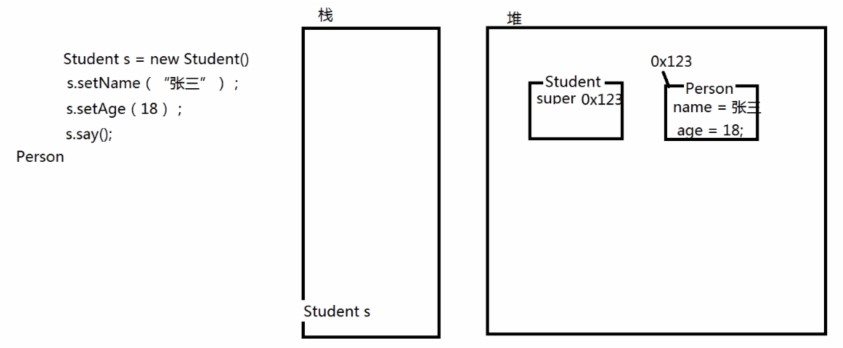 Student s = new Student()
s.setName（ “张三” ）；
s.setAge（18）；
s.say();
Person
栈
Student s
堆
0x123
Student
super 0x123
Person
name = 张三
age = 18;